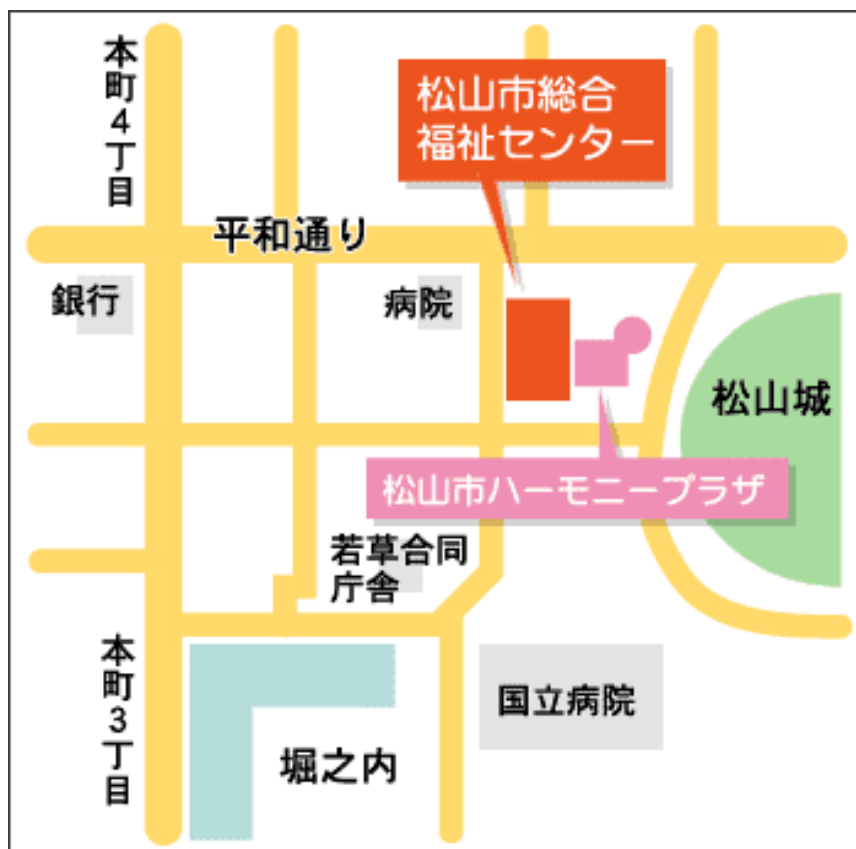 本町4丁目
松山市総合
福祉センター
平和通り
銀行
病院
松山城
松山市ハーモニープラザ
若草合同
庁舎
本町3丁目
国立病院
堀之内